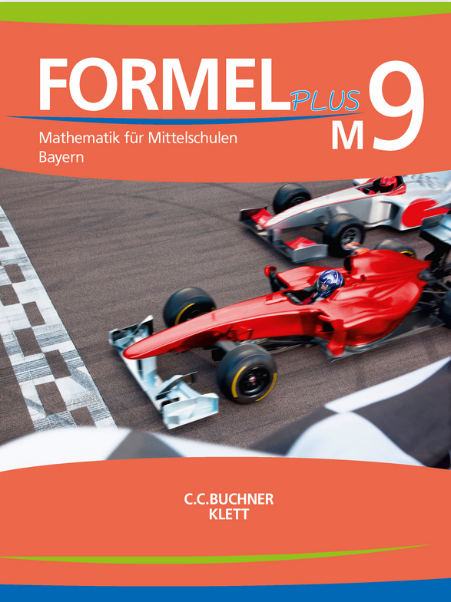 FORMEL PLUS
M 9
Mathematik für Mittelschulen
Bayern
C.C.BUCHNER
KLETT